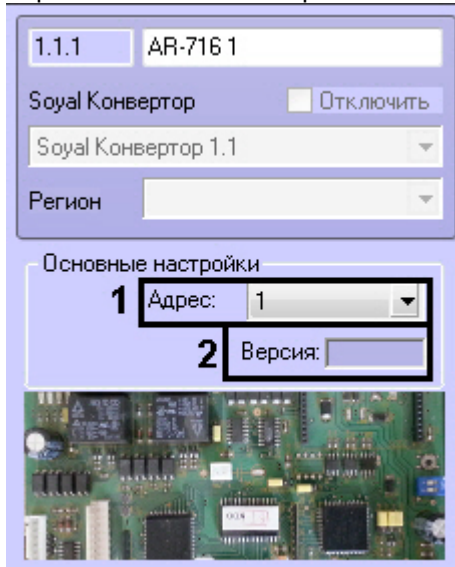 1.1.1 AR-716 1
Soyal Конвертор Отключить
Soyal Конвертор 1.1
Регион
Основные настройки
1 Адрес: 1
2 Версия: